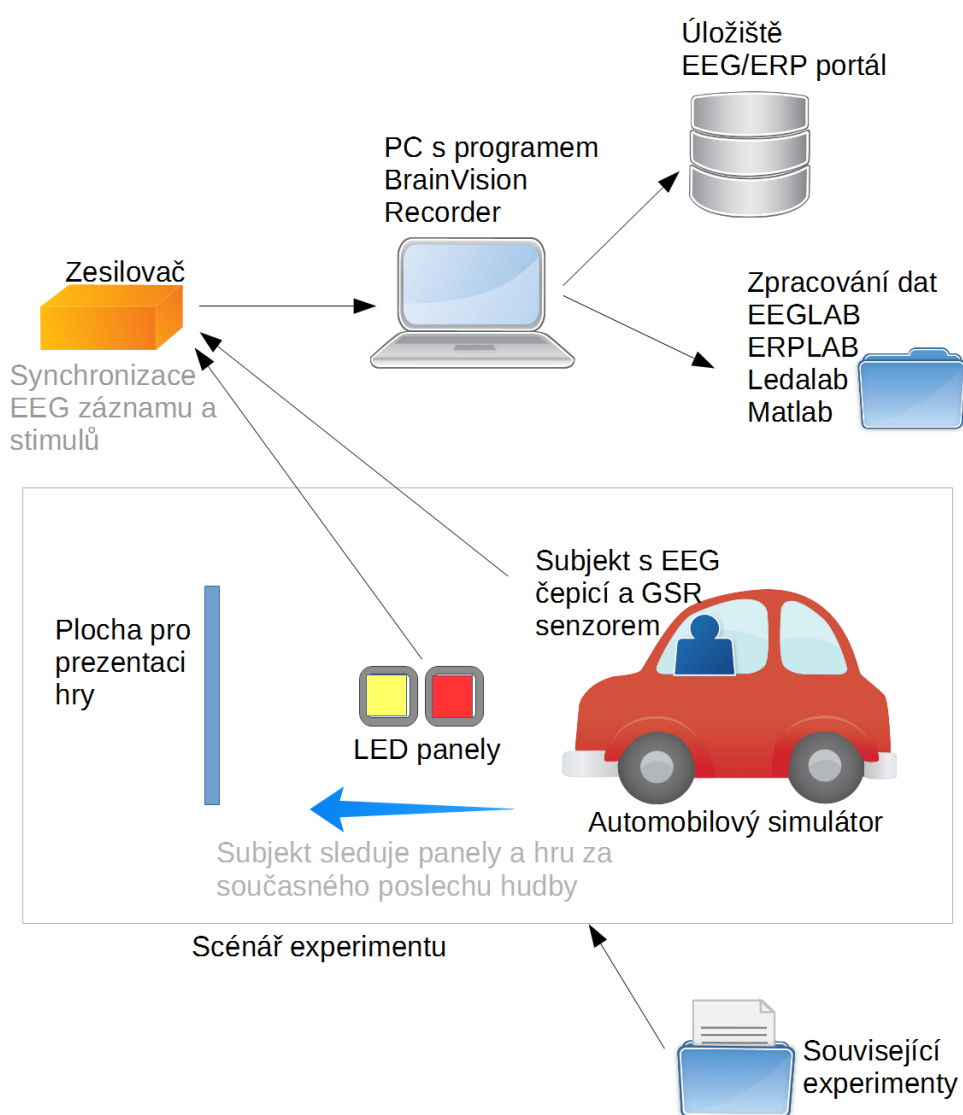 Úložiště
EEG/ERP portál
PC s programem
BrainVision
Recorder
Zesilovač
Synchronizace
EEG záznamu a
stimulů
Zpracování dat
EEGLAB
ERPLAB
Ledalab
Matlab
Subjekt s EEG
čepicí a GSR
senzorem
Plocha pro
prezentaci
hry
LED panely
Automobilový simulátor
Subjekt sleduje panely a hru za
současného poslechu hudby
Scénář experimentu
Související
experimenty